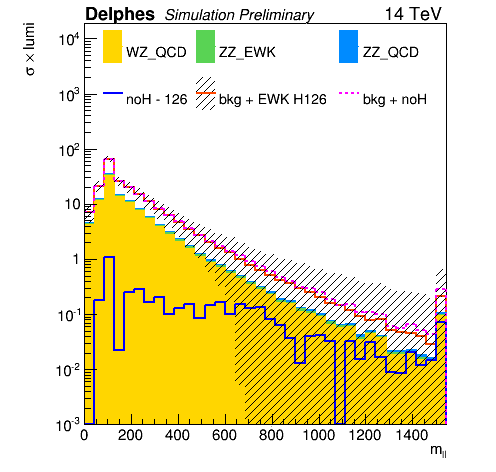 Delphes Simulation Preliminary 14 TeV
σ × lumi
WZ_QCD ZZ_EWK ZZ_QCD
noH - 126 bkg + EWK H126 bkg + noH
10⁴
10³
10²
10
1
10⁻¹
10⁻²
10⁻³
0 200 400 600 800 1000 1200 1400
m_ll